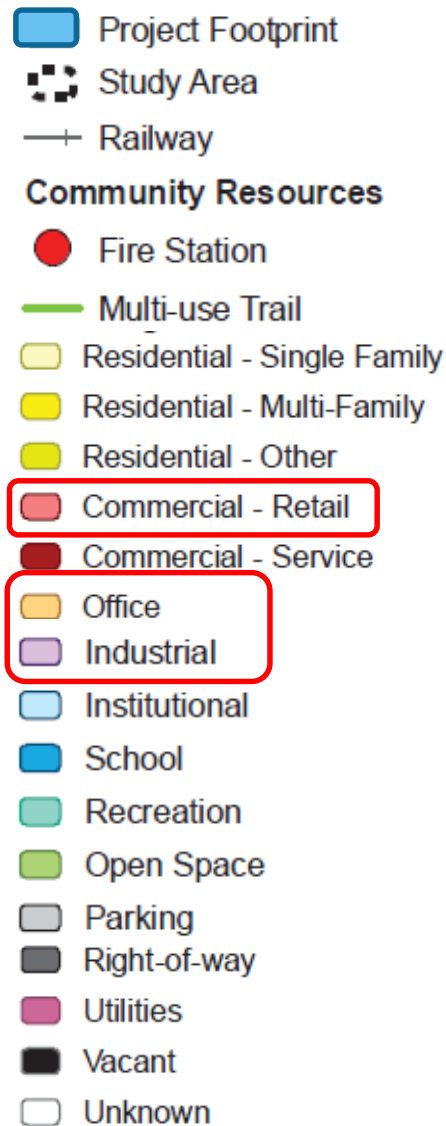 Project Footprint
Study Area
Railway
Community Resources
Fire Station
Multi-use Trail
Residential - Single Family
Residential - Multi-Family
Residential - Other
Commercial - Retail
Commercial - Service
Office
Industrial
Institutional
School
Recreation
Open Space
Parking
Right-of-way
Utilities
Vacant
Unknown